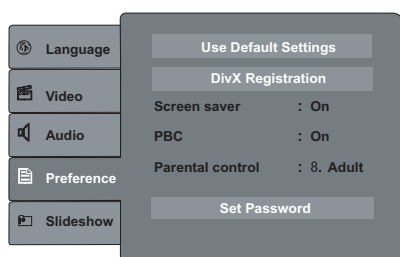 Language
Video
Audio
Preference
Slideshow
Use Default Settings
DivX Registration
Screen saver : On
PBC : On
Parental control : 8. Adult
Set Password